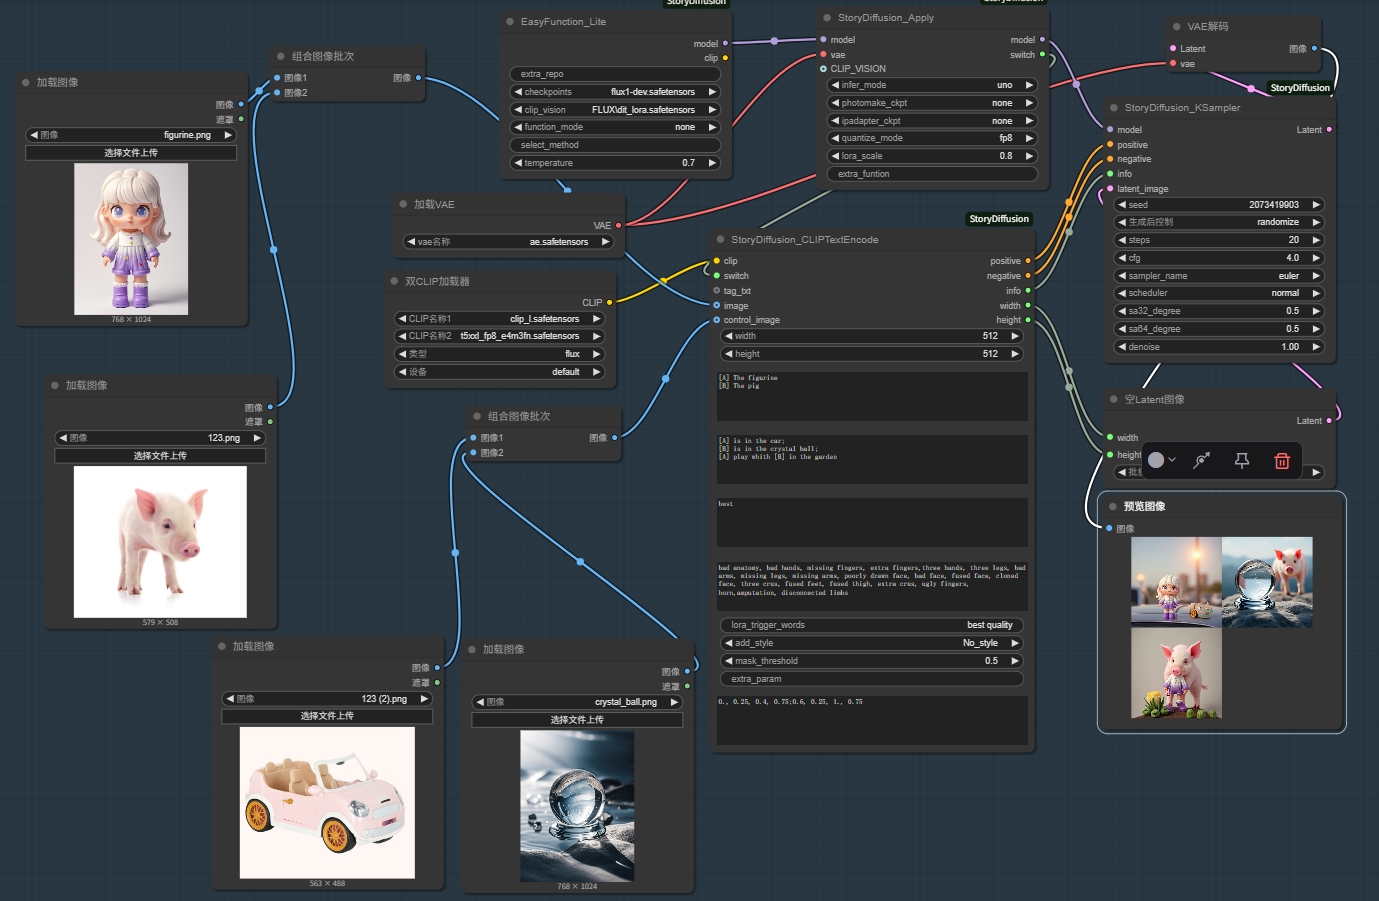 加载图像
图像
遮罩
图像 figurine.png
选择文件上传
768 × 1024
组合图像批次
图像1 图像
图像2
StoryDiffusion
EasyFunction_Lite
model
clip
extra_repo
checkpoints flux1-dev.safetensors
clip_vision FLUX\dit_lora.safetensors
function_mode none
select_method
temperature 0.7
StoryDiffusion
StoryDiffusion_Apply
model model
vae switch
CLIP_VISION
infer_mode uno
photomake_ckpt none
ipadapter_ckpt none
quantize_mode fp8
lora_scale 0.8
extra_funtion
VAE解码
Latent 图像
vae
StoryDiffusion
StoryDiffusion_KSampler
model Latent
positive
negative
info
latent_image
seed 2073419903
生成后控制 randomize
steps 20
cfg 4.0
sampler_name euler
scheduler normal
sa32_degree 0.5
sa64_degree 0.5
denoise 1.00
加载VAE
VAE
vae名称 ae.safetensors
双CLIP加载器
CLIP
CLIP名称1 clip_l.safetensors
CLIP名称2 t5xxl_fp8_e4m3fn.safetensors
类型 flux
设备 default
StoryDiffusion
StoryDiffusion_CLIPTextEncode
clip positive
switch negative
tag_txt info
image width
control_image height
width 512
height 512
[A] The figurine
[B] The pig
[A] is in the car;
[B] is in the crystal ball;
[A] play whith [B] in the garden
best
bad anatomy, bad hands, missing fingers, extra fingers,three hands, three legs, bad
arms, missing legs, missing arms, poorly drawn face, bad face, fused face, cloned
face, three crus, fused feet, fused thigh, extra crus, ugly fingers,
horn,amputation, disconnected limbs
lora_trigger_words best quality
add_style No_style
mask_threshold 0.5
extra_param
0., 0.25, 0.4, 0.75;0.6, 0.25, 1., 0.75
加载图像
图像
遮罩
图像 123.png
选择文件上传
579 × 508
组合图像批次
图像1 图像
图像2
加载图像
图像
遮罩
图像 123 (2).png
选择文件上传
563 × 488
加载图像
图像
遮罩
图像 crystal_ball.png
选择文件上传
768 × 1024
空Latent图像
Latent
width
height
预览图像
图像